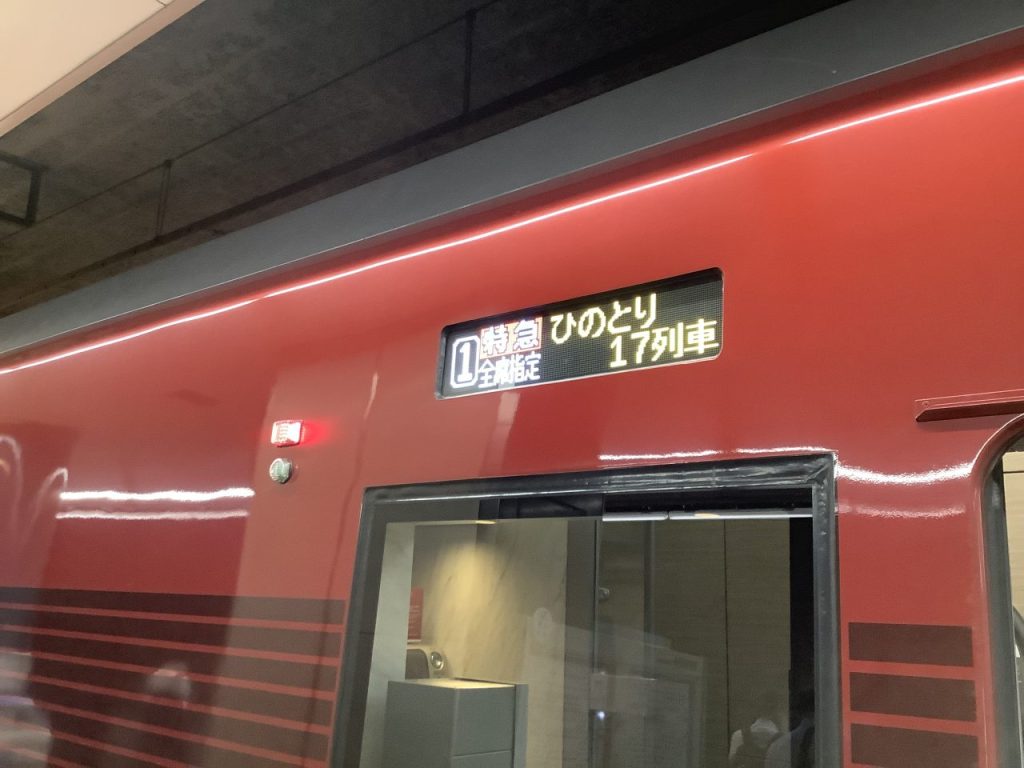 1 特急 ひのとり
全席指定 17列車